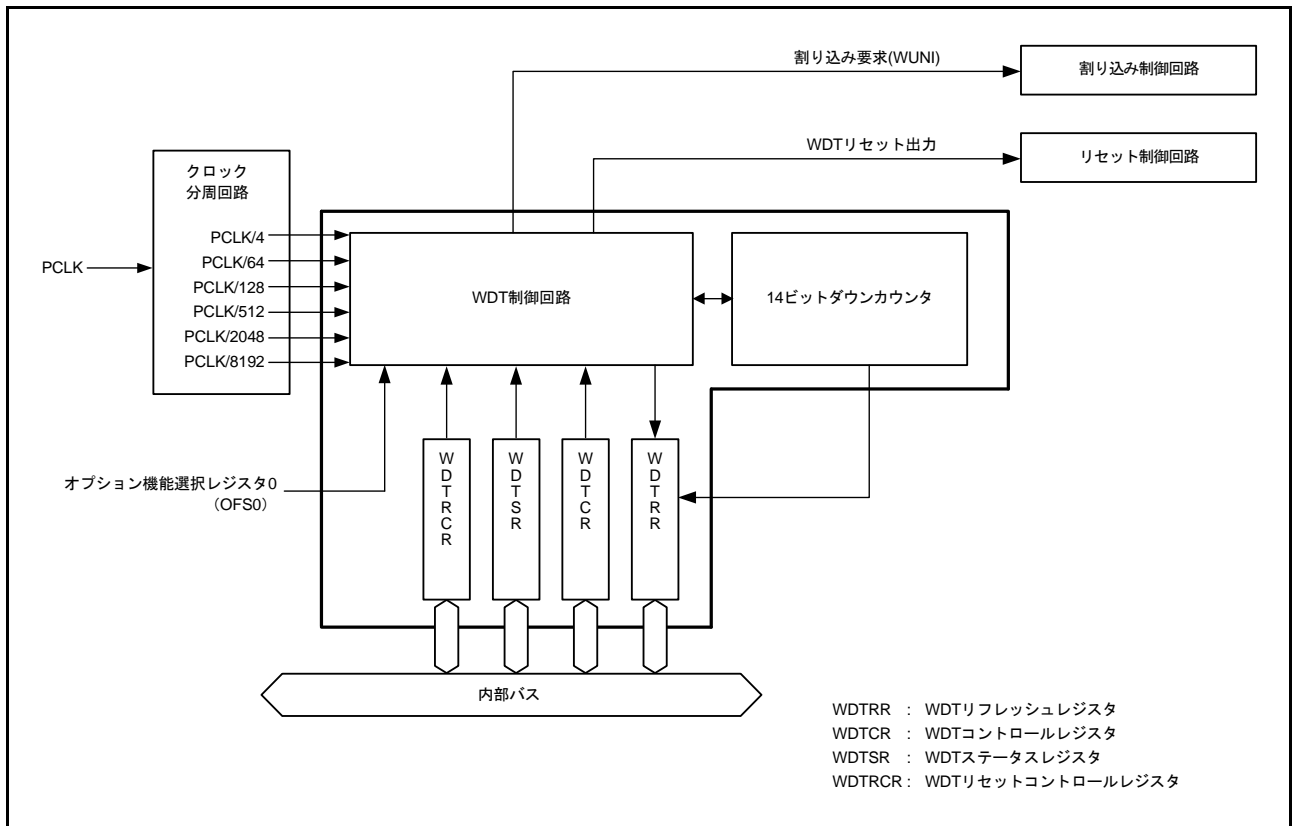 割り込み要求(WUNI)
割り込み制御回路
WDTリセット出力
リセット制御回路
クロック
分周回路
PCLK
PCLK/4
PCLK/64
PCLK/128
PCLK/512
PCLK/2048
PCLK/8192
WDT制御回路
14ビットダウンカウンタ
オプション機能選択レジスタ0
(OFS0)
WDTRCR
WDTSR
WDTCR
WDTRR
内部バス
WDTRR : WDTリフレッシュレジスタ
WDTCR : WDTコントロールレジスタ
WDTSR : WDTステータスレジスタ
WDTRCR : WDTリセットコントロールレジスタ